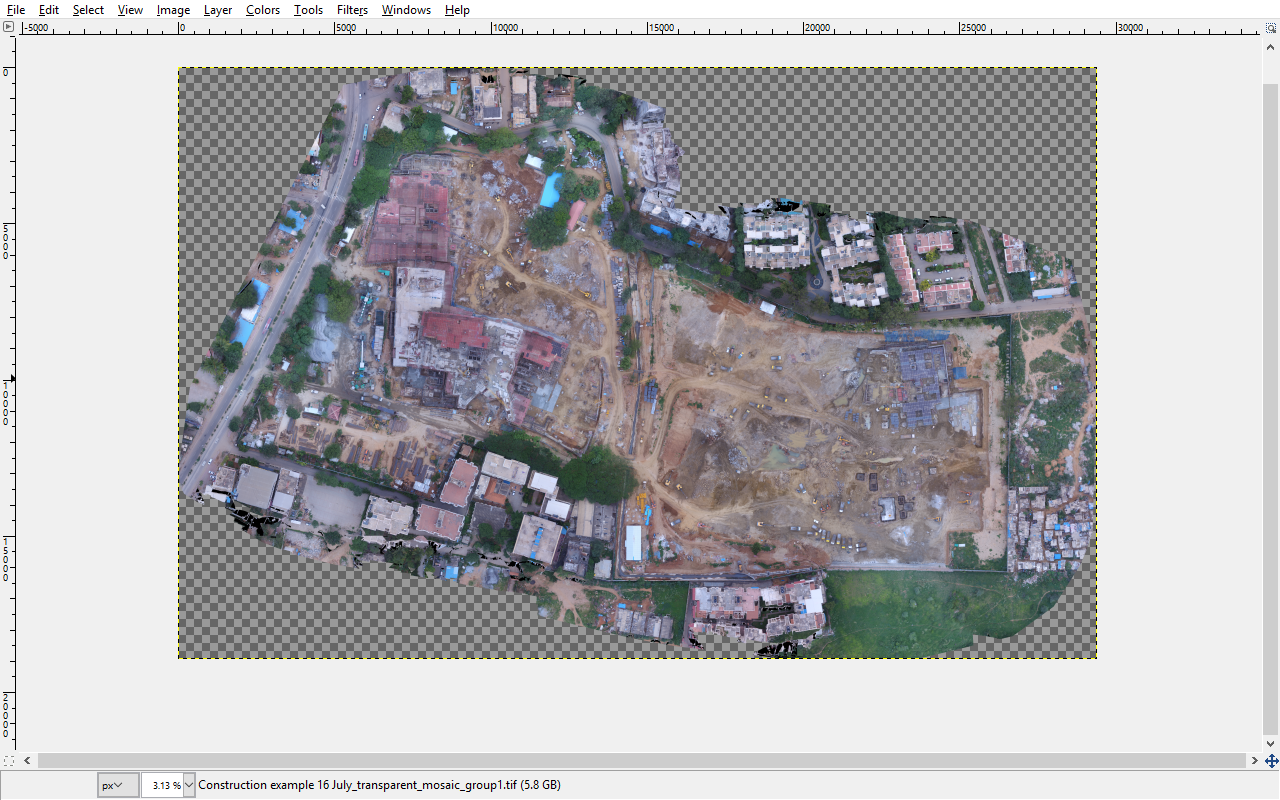 File Edit Select View Image Layer Colors Tools Filters Windows Help
-5000 0 5000 10000 15000 20000 25000 30000
0
5000
10000
15000
20000
px 3.13 % Construction example 16 July_transparent_mosaic_group1.tif (5.8 GB)